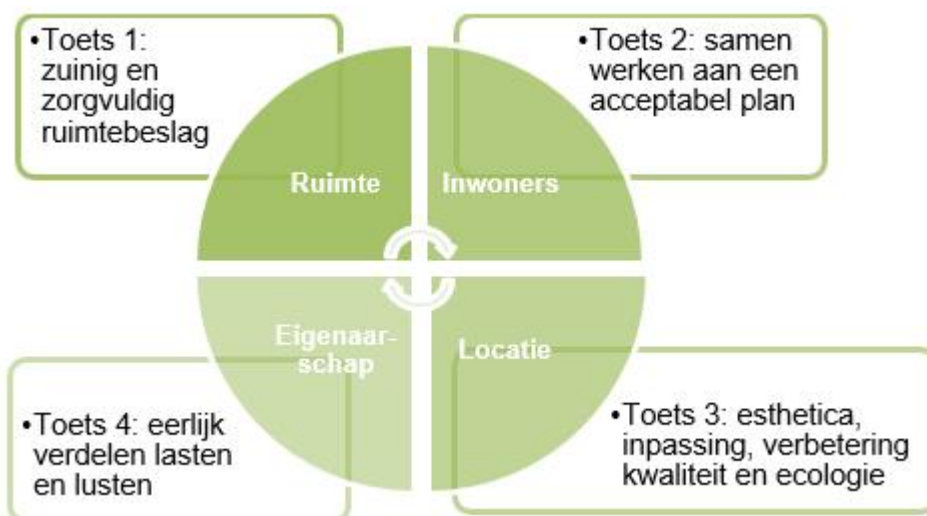 •Toets 1:
zuinig en
zorgvuldig
ruimtebeslag
•Toets 2: samen
werken aan een
acceptabel plan
Ruimte
Inwoners
Eigenaar-
schap
Locatie
•Toets 4: eerlijk
verdelen lasten
en lusten
•Toets 3: esthetica,
inpassing, verbetering
kwaliteit en ecologie